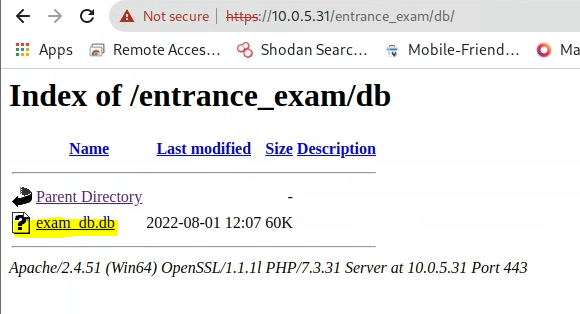 Not secure | https://10.0.5.31/entrance_exam/db/
Apps Remote Acces… Shodan Searc… Mobile-Friend… Ma
Index of /entrance_exam/db
Name Last modified Size Description
Parent Directory -
exam_db.db 2022-08-01 12:07 60K
Apache/2.4.51 (Win64) OpenSSL/1.1.1l PHP/7.3.31 Server at 10.0.5.31 Port 443